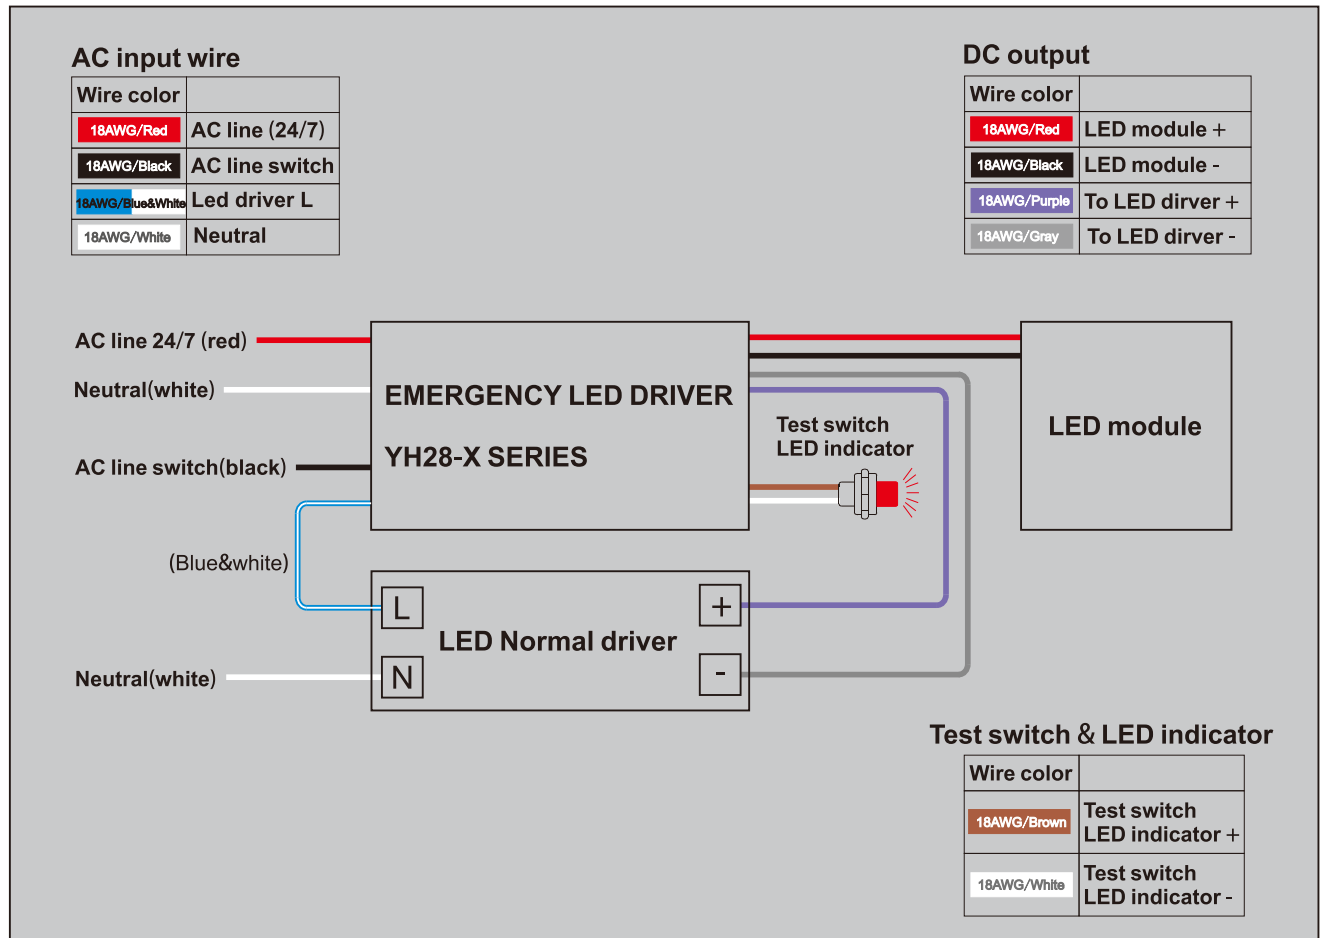 AC input wire
Wire color
18AWG/Red AC line (24/7)
18AWG/Black AC line switch
18AWG/Blue&White Led driver L
18AWG/White Neutral
DC output
Wire color
18AWG/Red LED module +
18AWG/Black LED module -
18AWG/Purple To LED dirver +
18AWG/Gray To LED dirver -
AC line 24/7 (red)
Neutral(white)
AC line switch(black)
(Blue&white)
Neutral(white)
EMERGENCY LED DRIVER
YH28-X SERIES
Test switch
LED indicator
LED module
L
N
LED Normal driver
+
-
Test switch & LED indicator
Wire color
18AWG/Brown Test switch
LED indicator +
18AWG/White Test switch
LED indicator -